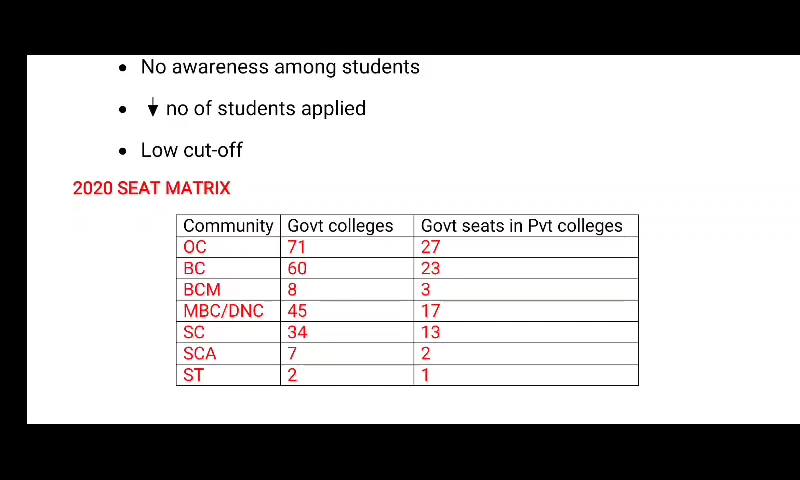 • No awareness among students
• ↓ no of students applied
• Low cut-off
2020 SEAT MATRIX
Community Govt colleges Govt seats in Pvt colleges
OC 71 27
BC 60 23
BCM 8 3
MBC/DNC 45 17
SC 34 13
SCA 7 2
ST 2 1